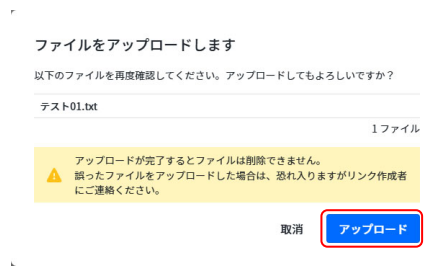 ファイルをアップロードします
以下のファイルを再度確認してください。アップロードしてもよろしいですか？
テスト01.txt
1ファイル
アップロードが完了するとファイルは削除できません。
誤ったファイルをアップロードした場合は、恐れ入りますがリンク作成者
にご連絡ください。
取消
アップロード